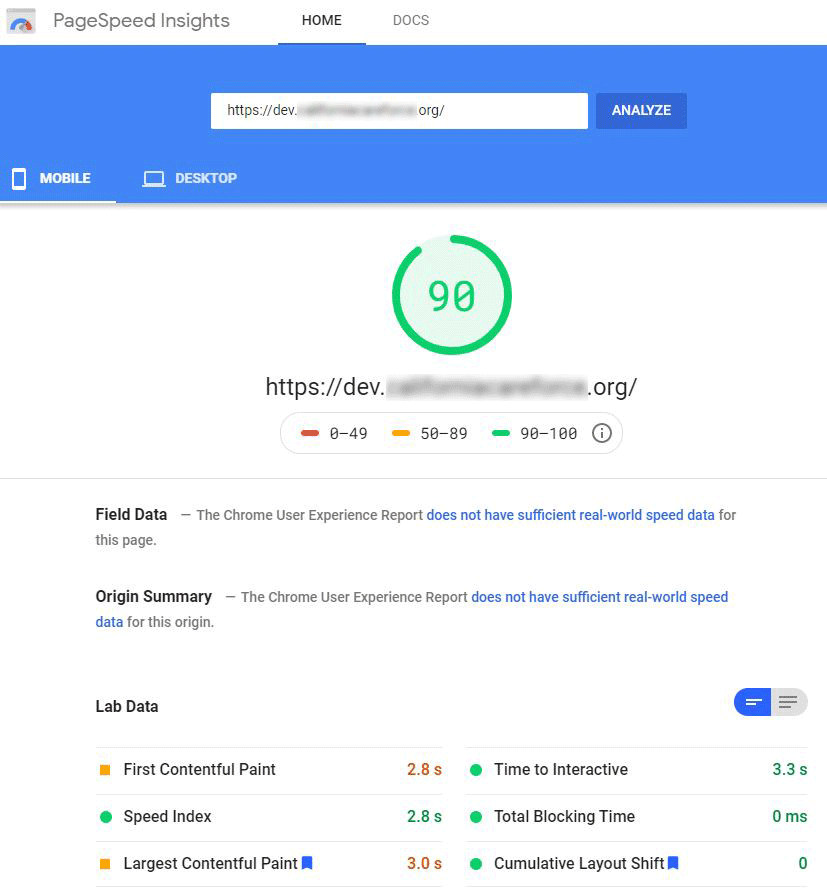 PageSpeed Insights HOME DOCS
https://dev. .org/ ANALYZE
MOBILE DESKTOP
90
https://dev. .org/
0–49 50–89 90–100
Field Data — The Chrome User Experience Report does not have sufficient real-world speed data for
this page.
Origin Summary — The Chrome User Experience Report does not have sufficient real-world speed
data for this origin.
Lab Data
First Contentful Paint 2.8 s Time to Interactive 3.3 s
Speed Index 2.8 s Total Blocking Time 0 ms
Largest Contentful Paint 3.0 s Cumulative Layout Shift 0